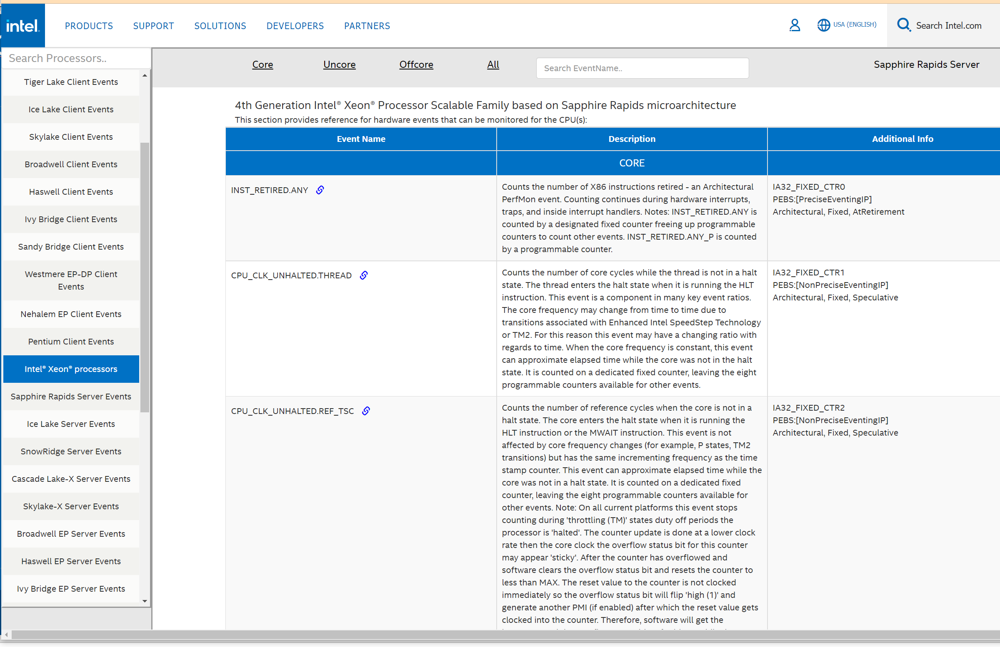 intel.
PRODUCTS
SUPPORT
SOLUTIONS
DEVELOPERS
PARTNERS
USA (ENGLISH)
Search Intel.com
Search Processors..
Tiger Lake Client Events
Ice Lake Client Events
Skylake Client Events
Broadwell Client Events
Haswell Client Events
Ivy Bridge Client Events
Sandy Bridge Client Events
Westmere EP-DP Client
Events
Nehalem EP Client Events
Pentium Client Events
Intel® Xeon® processors
Sapphire Rapids Server Events
Ice Lake Server Events
SnowRidge Server Events
Cascade Lake-X Server Events
Skylake-X Server Events
Broadwell EP Server Events
Haswell EP Server Events
Ivy Bridge EP Server Events
Core
Uncore
Offcore
All
Search EventName..
Sapphire Rapids Server
4th Generation Intel® Xeon® Processor Scalable Family based on Sapphire Rapids microarchitecture
This section provides reference for hardware events that can be monitored for the CPU(s):
Event Name
Description
Additional Info
CORE
INST_RETIRED.ANY
Counts the number of X86 instructions retired - an Architectural
PerfMon event. Counting continues during hardware interrupts,
traps, and inside interrupt handlers. Notes: INST_RETIRED.ANY is
counted by a designated fixed counter freeing up programmable
counters to count other events. INST_RETIRED.ANY_P is counted
by a programmable counter.
IA32_FIXED_CTR0
PEBS:[PreciseEventingIP]
Architectural, Fixed, AtRetirement
CPU_CLK_UNHALTED.THREAD
Counts the number of core cycles while the thread is not in a halt
state. The thread enters the halt state when it is running the HLT
instruction. This event is a component in many key event ratios.
The core frequency may change from time to time due to
transitions associated with Enhanced Intel SpeedStep Technology
or TM2. For this reason this event may have a changing ratio with
regards to time. When the core frequency is constant, this event
can approximate elapsed time while the core was not in the halt
state. It is counted on a dedicated fixed counter, leaving the eight
programmable counters available for other events.
IA32_FIXED_CTR1
PEBS:[NonPreciseEventingIP]
Architectural, Fixed, Speculative
CPU_CLK_UNHALTED.REF_TSC
Counts the number of reference cycles when the core is not in a
halt state. The core enters the halt state when it is running the
HLT instruction or the MWAIT instruction. This event is not
affected by core frequency changes (for example, P states, TM2
transitions) but has the same incrementing frequency as the time
stamp counter. This event can approximate elapsed time while the
core was not in a halt state. It is counted on a dedicated fixed
counter, leaving the eight programmable counters available for
other events. Note: On all current platforms this event stops
counting during 'throttling (TM)' states duty off periods the
processor is 'halted'. The counter update is done at a lower clock
rate then the core clock the overflow status bit for this counter
may appear 'sticky'. After the counter has overflowed and
software clears the overflow status bit and resets the counter to
less than MAX. The reset value to the counter is not clocked
immediately so the overflow status bit will flip 'high (1)' and
generate another PMI (if enabled) after which the reset value gets
clocked into the counter. Therefore, software will get the
IA32_FIXED_CTR2
PEBS:[NonPreciseEventingIP]
Architectural, Fixed, Speculative